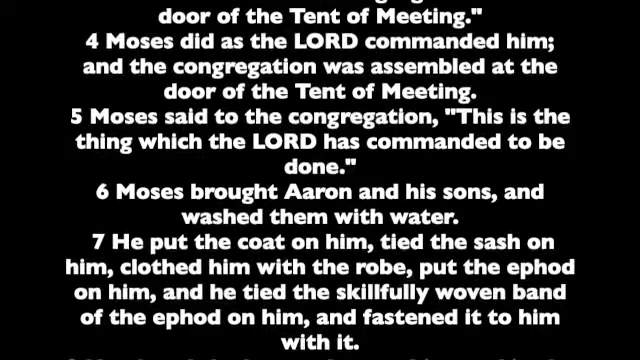 door of the Tent of Meeting."
4 Moses did as the LORD commanded him;
and the congregation was assembled at the
door of the Tent of Meeting.
5 Moses said to the congregation, "This is the
thing which the LORD has commanded to be
done."
6 Moses brought Aaron and his sons, and
washed them with water.
7 He put the coat on him, tied the sash on
him, clothed him with the robe, put the ephod
on him, and he tied the skillfully woven band
of the ephod on him, and fastened it to him
with it.